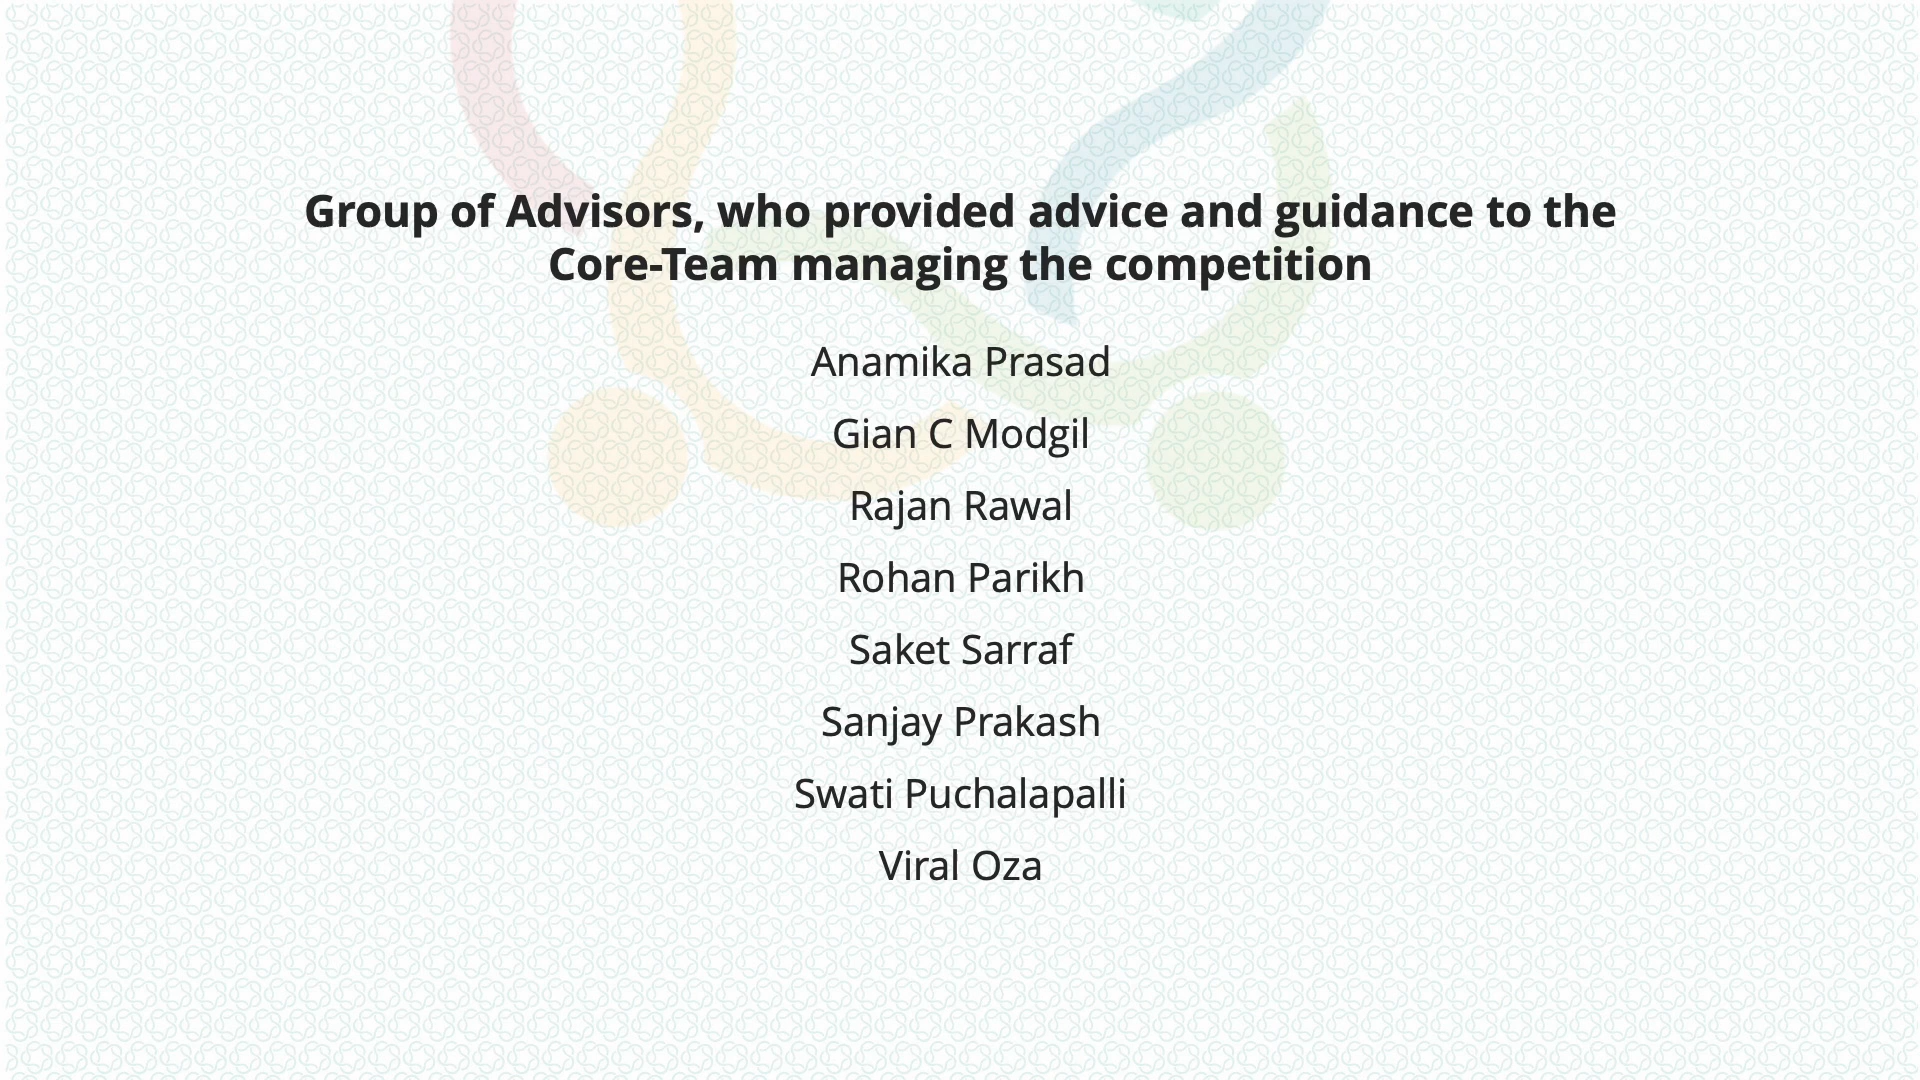 Group of Advisors, who provided advice and guidance to the
Core-Team managing the competition
Anamika Prasad
Gian C Modgil
Rajan Rawal
Rohan Parikh
Saket Sarraf
Sanjay Prakash
Swati Puchalapalli
Viral Oza